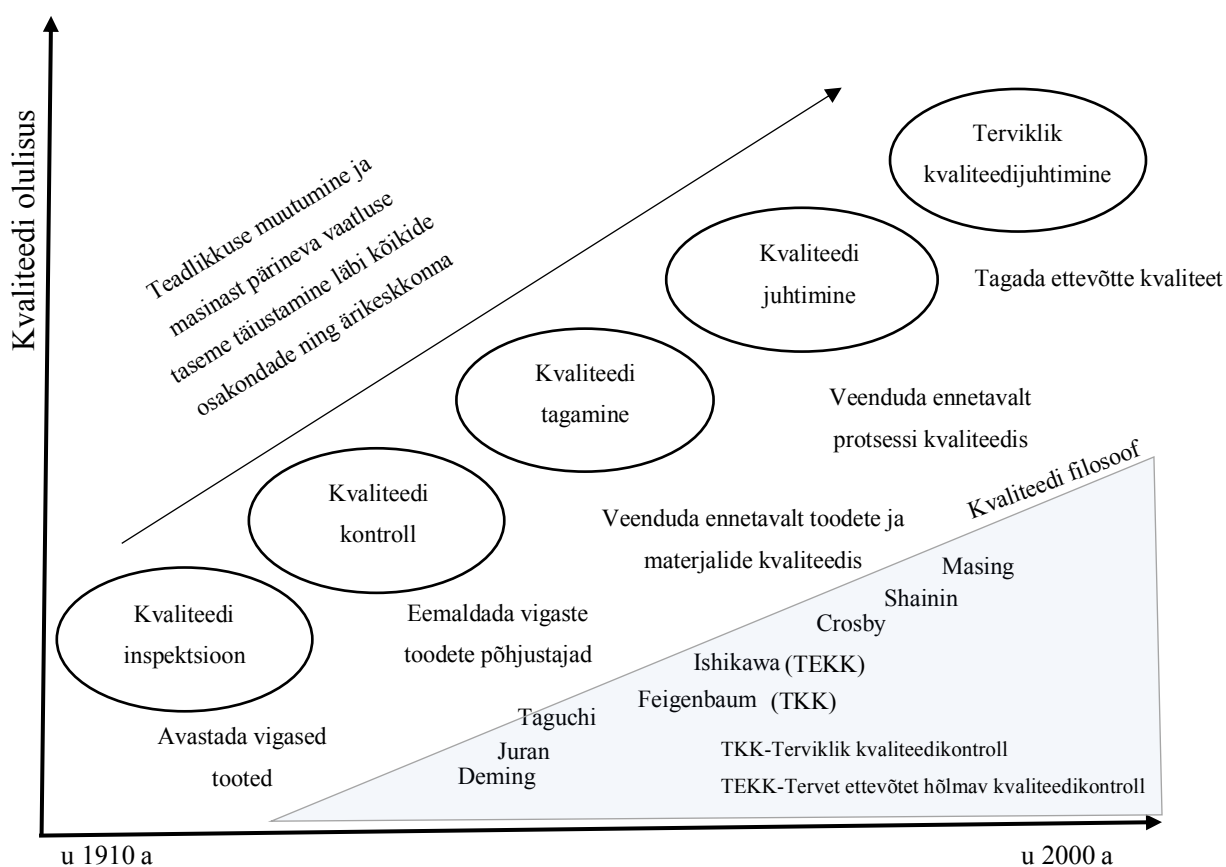 Kvaliteedi olulisus
Teadlikkuse muutumine ja
masinast pärineva vaatluse
taseme täiustamine läbi kõikide
osakondade ning ärikeskkonna
Terviklik
kvaliteedijuhtimine
Tagada ettevõtte kvaliteet
Kvaliteedi
juhtimine
Veenduda ennetavalt
protsessi kvaliteedis
Kvaliteedi
tagamine
Veenduda ennetavalt toodete ja
materjalide kvaliteedis
Kvaliteedi
kontroll
Eemaldada vigaste
toodete põhjustajad
Kvaliteedi
inspektsioon
Avastada vigased
tooted
Kvaliteedi filosoof
Masing
Shainin
Crosby
Ishikawa (TEKK)
Feigenbaum (TKK)
Taguchi
Juran
Deming
TKK-Terviklik kvaliteedikontroll
TEKK-Tervet ettevõtet hõlmav kvaliteedikontroll
u 1910 a
u 2000 a